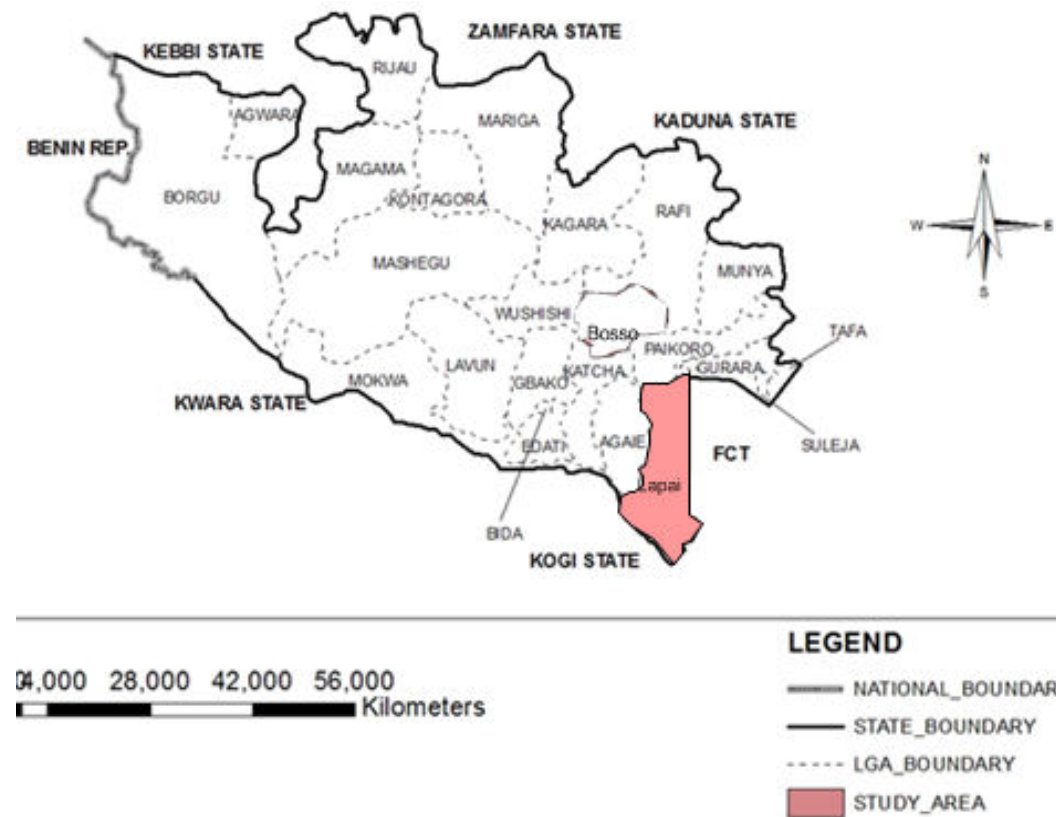 ZAMFARA STATE
KEBBI STATE
RIJAU
AGWARA
MARIGA
KADUNA STATE
BENIN REP.
MAGAMA
BORGU
KONTAGORA
RAFI
KAGARA
N
W
E
S
MASHEGU
MUNYA
WUSHISHI
Bosso
TAFA
PAIKORO
LAVUN
GURARA
KATCHA
GBAKO
MOKWA
KWARA STATE
EDATI
AGAIE
FCT
SULEJA
Lapai
BIDA
KOGI STATE
LEGEND
4,000 28,000 42,000 56,000
Kilometers
NATIONAL_BOUNDAR
STATE_BOUNDARY
LGA_BOUNDARY
STUDY_AREA